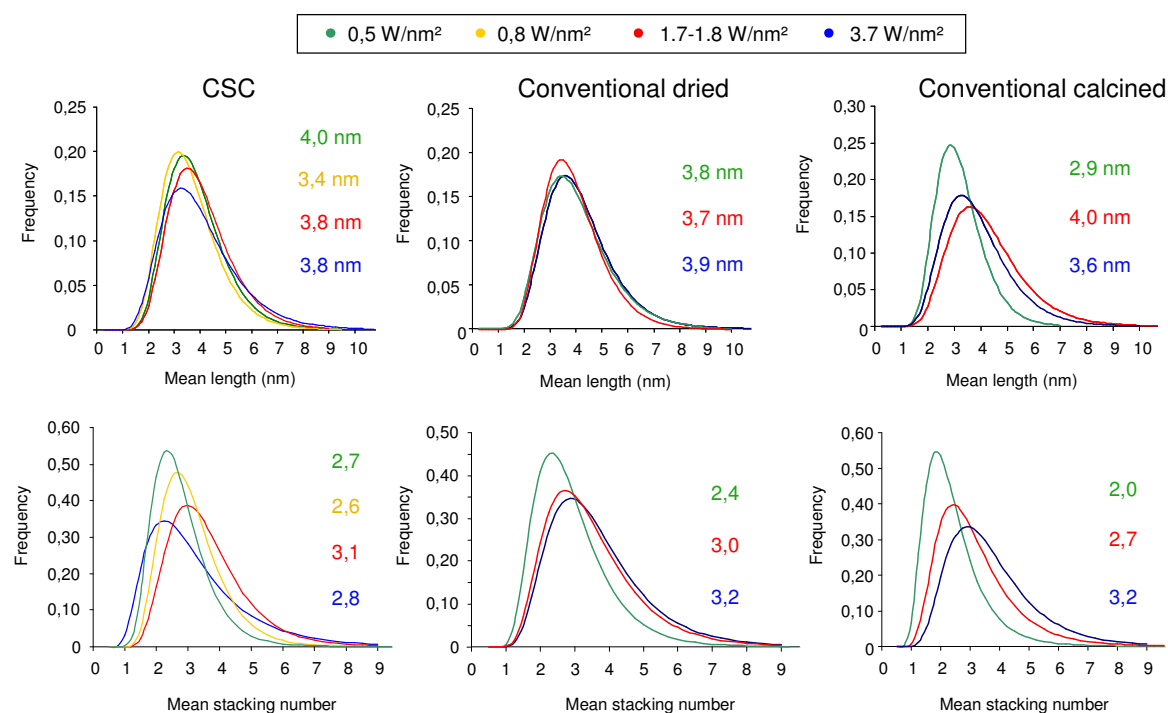 0,5 W/nm² 0,8 W/nm² 1.7-1.8 W/nm² 3.7 W/nm²
CSC
0,25
0,20
0,15
0,10
0,05
0
Frequency
4,0 nm
3,4 nm
3,8 nm
3,8 nm
0 1 2 3 4 5 6 7 8 9 10
Mean length (nm)
Conventional dried
0,25
0,20
0,15
0,10
0,05
0
Frequency
3,8 nm
3,7 nm
3,9 nm
0 1 2 3 4 5 6 7 8 9 10
Mean length (nm)
Conventional calcined
0,30
0,25
0,20
0,15
0,10
0,05
0
Frequency
2,9 nm
4,0 nm
3,6 nm
0 1 2 3 4 5 6 7 8 9 10
Mean length (nm)
0,60
0,50
0,40
0,30
0,20
0,10
0
Frequency
2,7
2,6
3,1
2,8
0 1 2 3 4 5 6 7 8 9
Mean stacking number
0,50
0,40
0,30
0,20
0,10
0
Frequency
2,4
3,0
3,2
0 1 2 3 4 5 6 7 8 9
Mean stacking number
0,60
0,50
0,40
0,30
0,20
0,10
0
Frequency
2,0
2,7
3,2
0 1 2 3 4 5 6 7 8 9
Mean stacking number